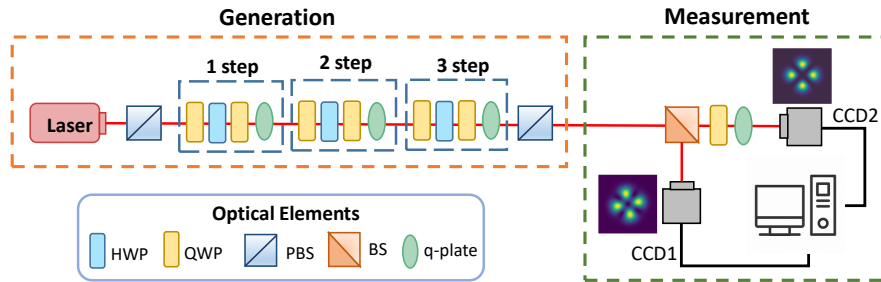 Generation
Measurement
1 step
2 step
3 step
Laser
CCD2
CCD1
Optical Elements
HWP
QWP
PBS
BS
q-plate